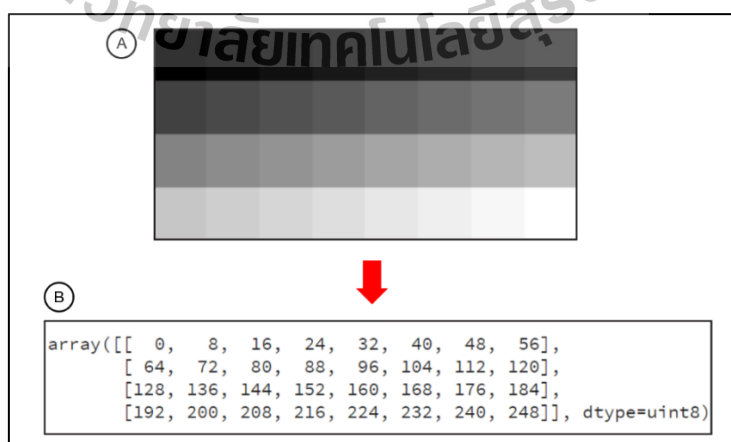 วิทยาลัยเทคโนโลยีสุร
A
B
array([[ 0, 8, 16, 24, 32, 40, 48, 56],
[ 64, 72, 80, 88, 96, 104, 112, 120],
[128, 136, 144, 152, 160, 168, 176, 184],
[192, 200, 208, 216, 224, 232, 240, 248]], dtype=uint8)